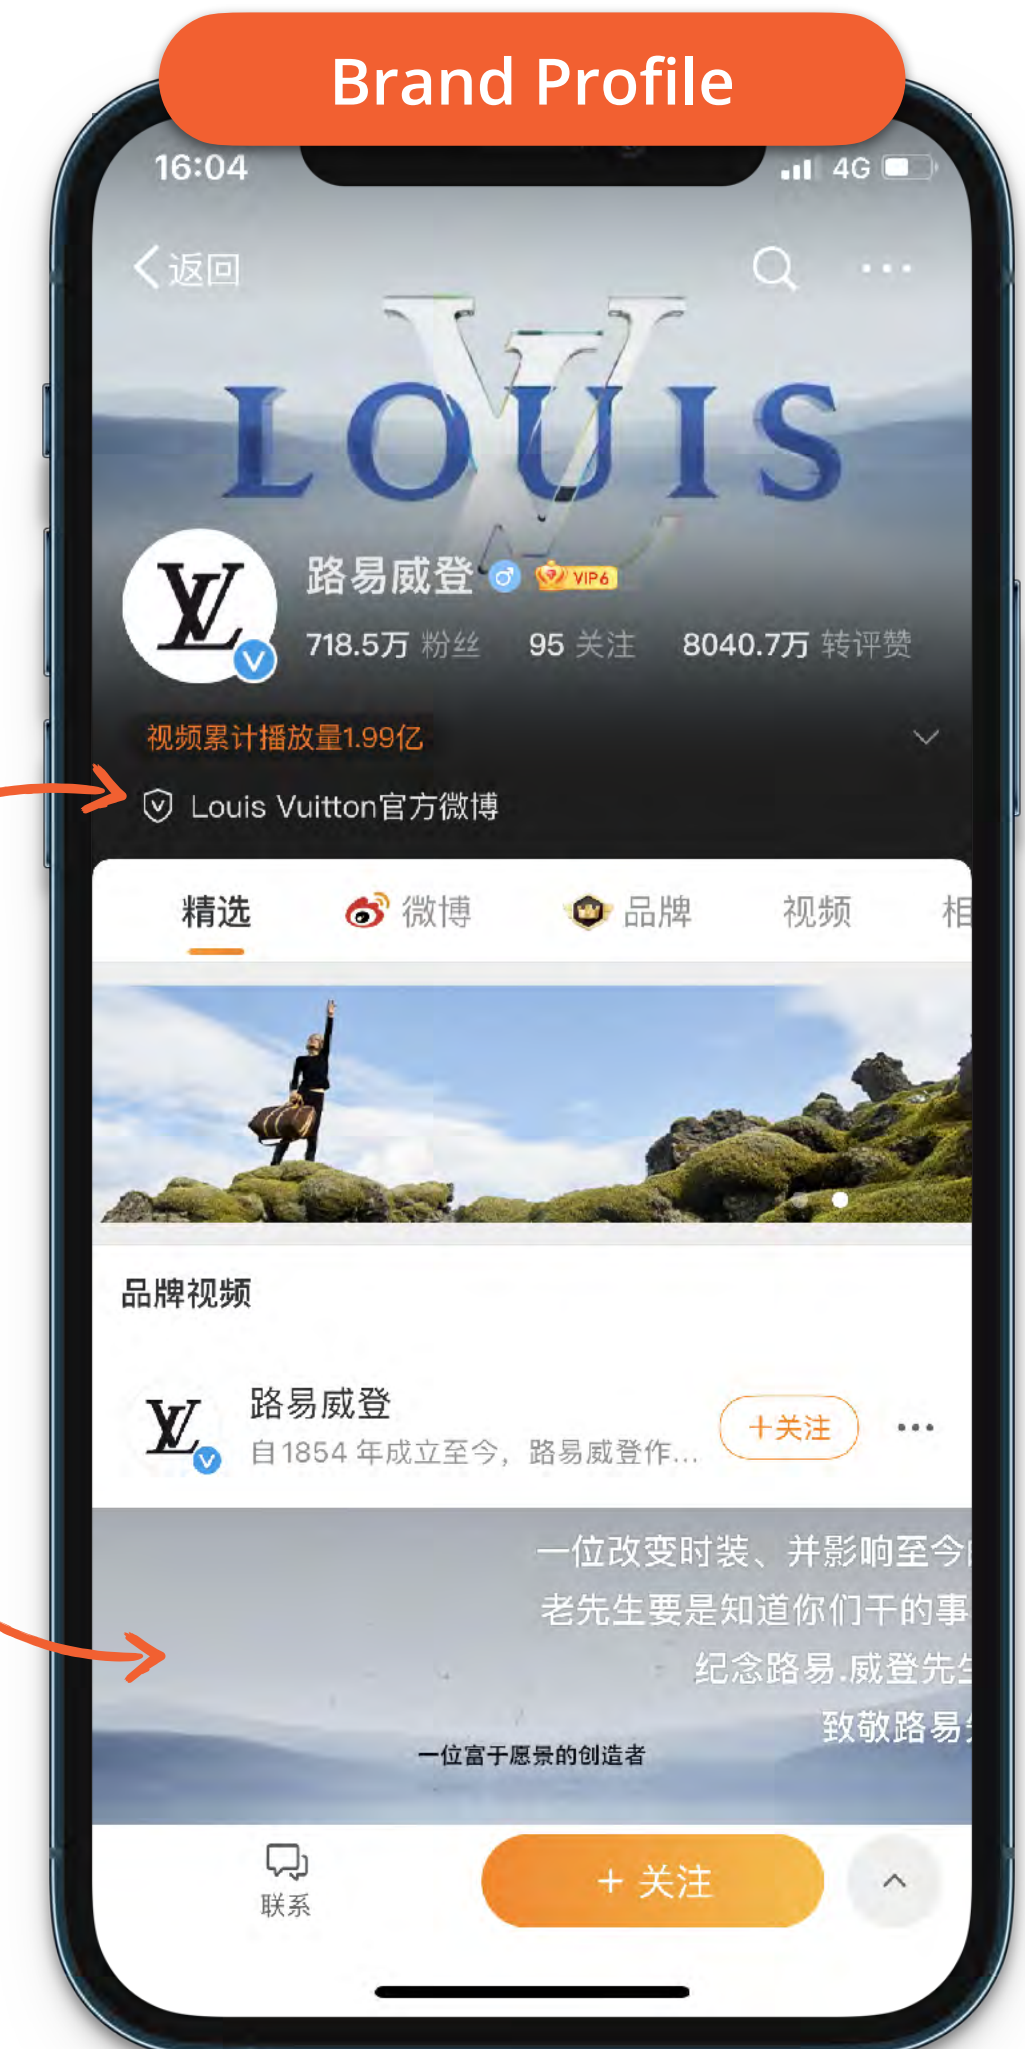 Brand Profile
16:04 4G
返回
LOUIS
路易威登 VIP6
718.5万 粉丝 95 关注 8040.7万 转评赞
视频累计播放量1.99亿
Louis Vuitton官方微博
精选 微博 品牌 视频 相
品牌视频
路易威登
自1854 年成立至今，路易威登作...
十关注
一位改变时装、并影响至今
老先生要是知道你们干的事
纪念路易.威登先生
致敬路易
一位富于愿景的创造者
联系
+ 关注